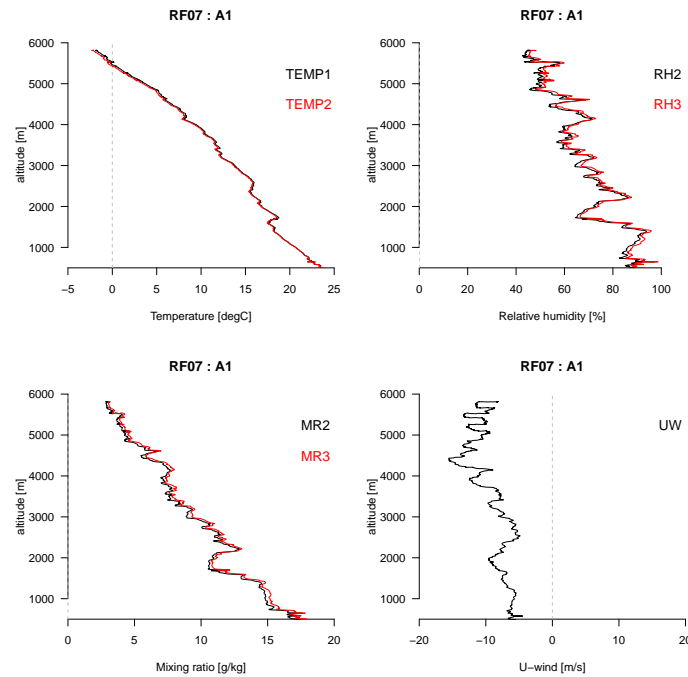 RF07 : A1
6000
5000
4000
3000
2000
1000
altitude [m]
TEMP1
TEMP2
−5 0 5 10 15 20 25
Temperature [degC]
RF07 : A1
6000
5000
4000
3000
2000
1000
altitude [m]
RH2
RH3
0 20 40 60 80 100
Relative humidity [%]
RF07 : A1
6000
5000
4000
3000
2000
1000
altitude [m]
MR2
MR3
0 5 10 15 20
Mixing ratio [g/kg]
RF07 : A1
6000
5000
4000
3000
2000
1000
altitude [m]
UW
−20 −10 0 10 20
U−wind [m/s]